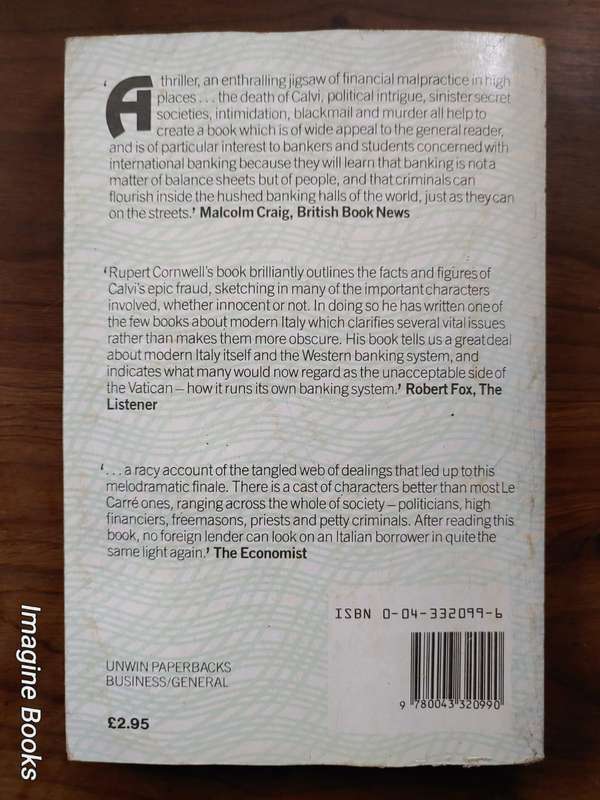 ‘A thriller, an enthralling jigsaw of financial malpractice in high
places . . . the death of Calvi, political intrigue, sinister secret
societies, intimidation, blackmail and murder all help to
create a book which is of wide appeal to the general reader,
and is of particular interest to bankers and students concerned with
international banking because they will learn that banking is not a
matter of balance sheets but of people, and that criminals can
flourish inside the hushed banking halls of the world, just as they can
on the streets.’ Malcolm Craig, British Book News
‘Rupert Cornwell's book brilliantly outlines the facts and figures of
Calvi's epic fraud, sketching in many of the important characters
involved, whether innocent or not. In doing so he has written one of
the few books about modern Italy which clarifies several vital issues
rather than makes them more obscure. His book tells us a great deal
about modern Italy itself and the Western banking system, and
indicates what many would now regard as the unacceptable side of
the Vatican – how it runs its own banking system.’ Robert Fox, The
Listener
‘. . . a racy account of the tangled web of dealings that led up to this
melodramatic finale. There is a cast of characters better than most Le
Carré ones, ranging across the whole of society – politicians, high
financiers, freemasons, priests and petty criminals. After reading this
book, no foreign lender can look on an Italian borrower in quite the
same light again.’ The Economist
ISBN 0-04-332099-6
9 780043 320990
UNWIN PAPERBACKS
BUSINESS/GENERAL
£2.95
Imagine Books